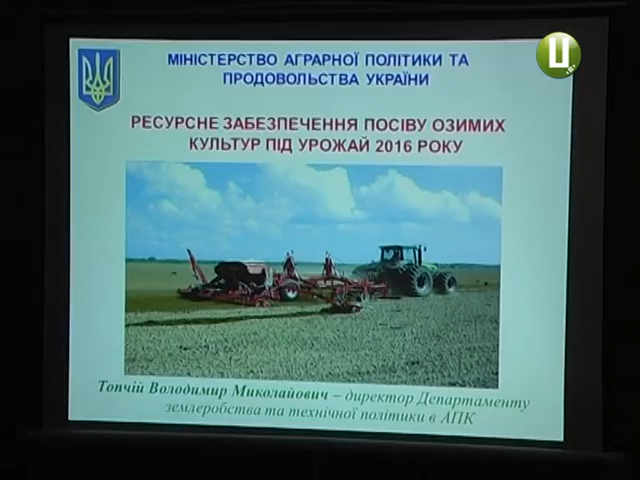 МІНІСТЕРСТВО АГРАРНОЇ ПОЛІТИКИ ТА
ПРОДОВОЛЬСТВА УКРАЇНИ
РЕСУРСНЕ ЗАБЕЗПЕЧЕННЯ ПОСІВУ ОЗИМИХ
КУЛЬТУР ПІД УРОЖАЙ 2016 РОКУ
Топчій Володимир Миколайович – директор Департаменту
землеробства та технічної політики в АПК
Ц